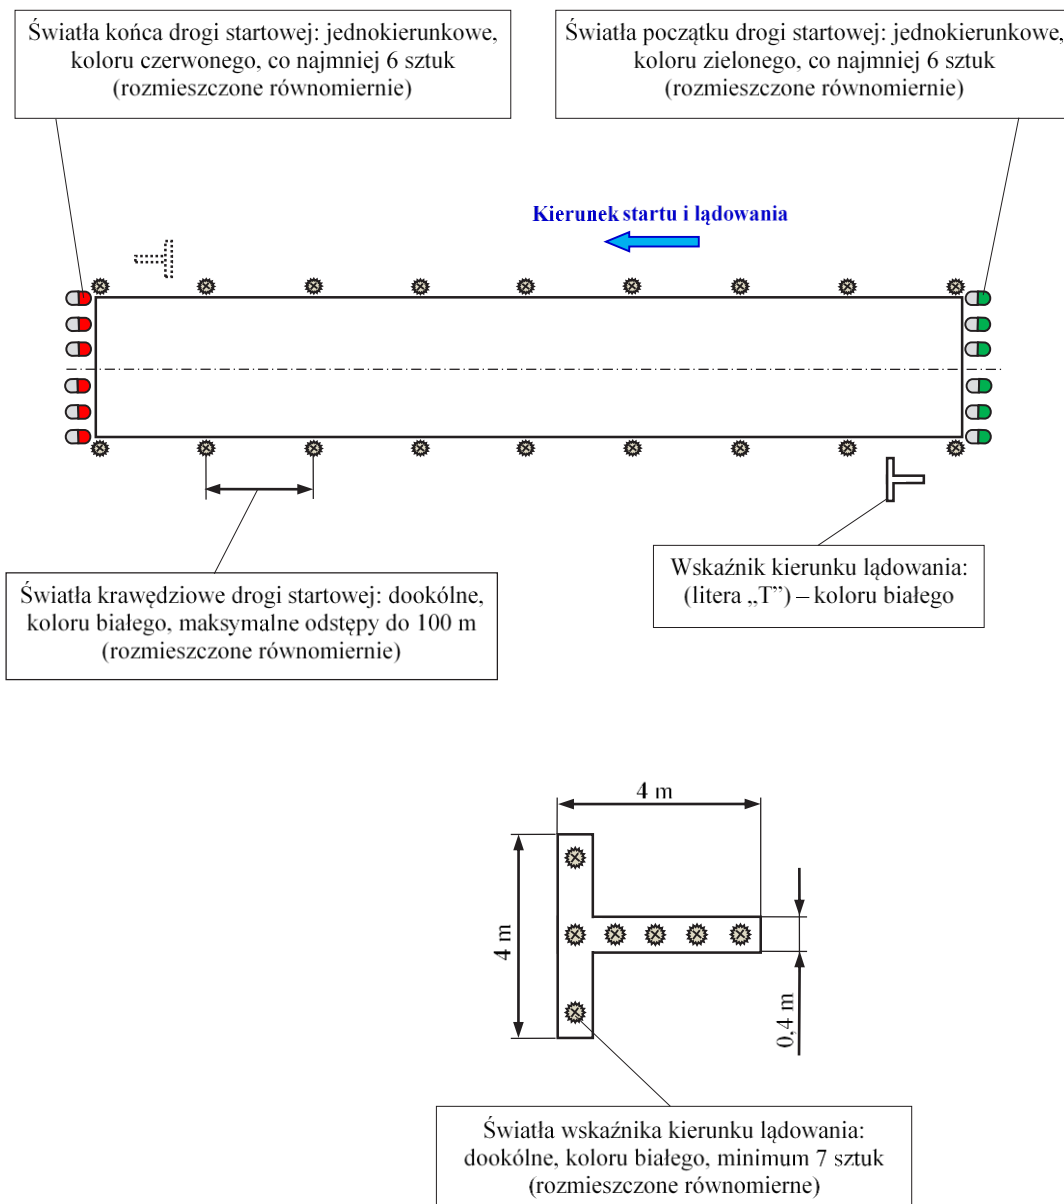 Światła końca drogi startowej: jednokierunkowe,
koloru czerwonego, co najmniej 6 sztuk
(rozmieszczone równomiernie)
Światła początku drogi startowej: jednokierunkowe,
koloru zielonego, co najmniej 6 sztuk
(rozmieszczone równomiernie)
Kierunek startu i lądowania
Światła krawędziowe drogi startowej: dookólne,
koloru białego, maksymalne odstępy do 100 m
(rozmieszczone równomiernie)
Wskaźnik kierunku lądowania:
(litera „T”) – koloru białego
4 m
4 m
0,4 m
Światła wskaźnika kierunku lądowania:
dookólne, koloru białego, minimum 7 sztuk
(rozmieszczone równomierne)